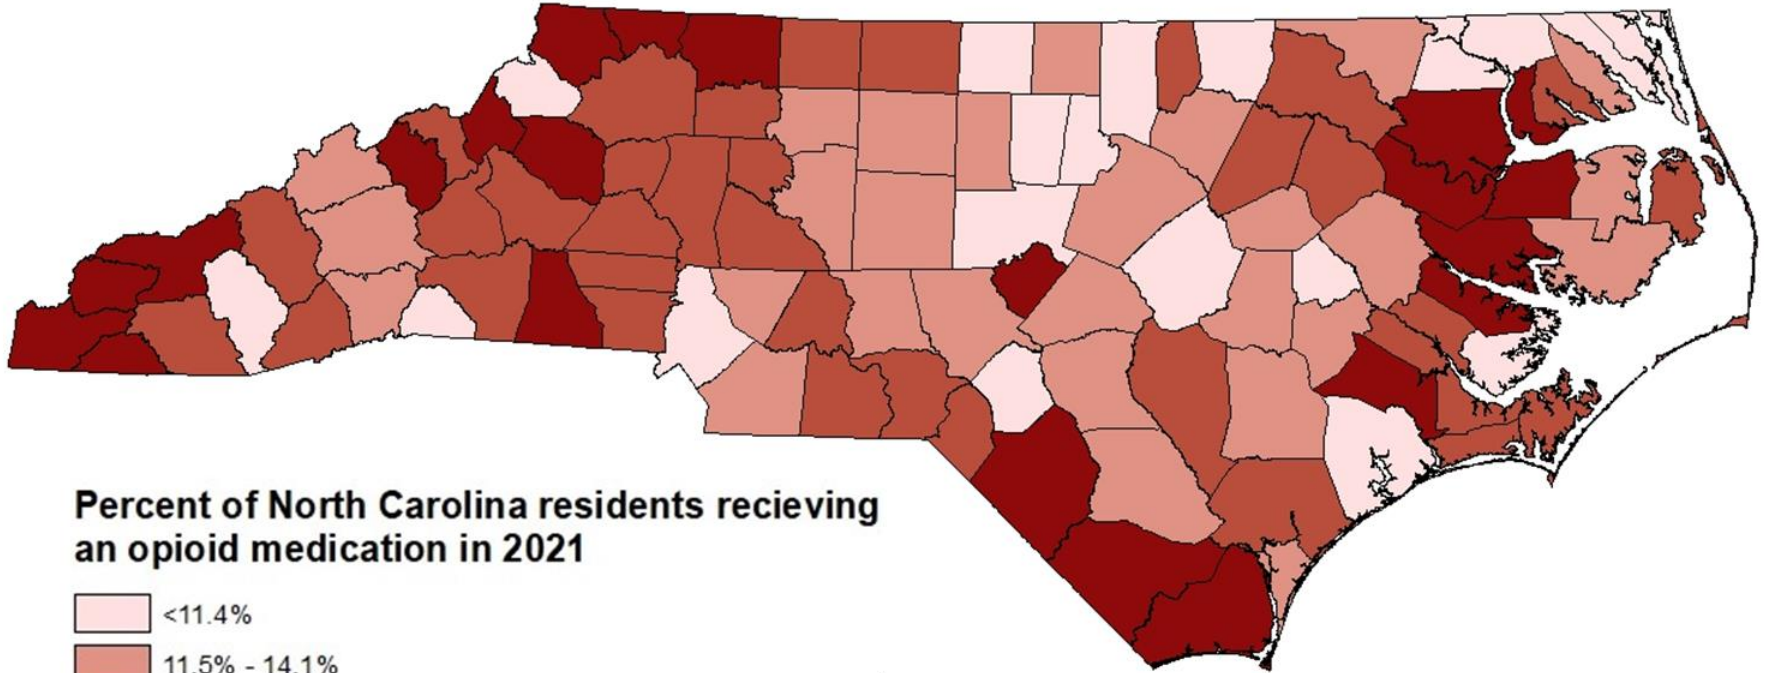 Percent of North Carolina residents recieving
an opioid medication in 2021
<11.4%
11.5% - 14.1%